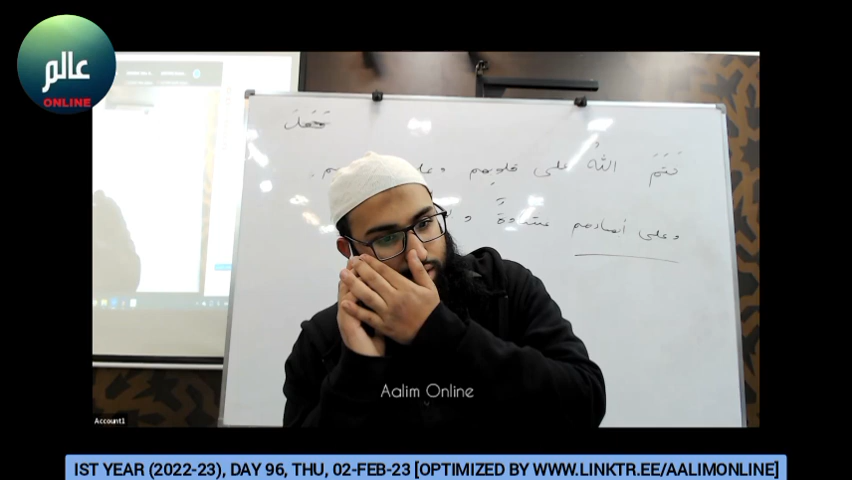 عالم
ONLINE
ختم الله على قلوبهم وعلى
وعلى أبصارهم غشاوة و
Aalim Online
Account1
IST YEAR (2022-23), DAY 96, THU, 02-FEB-23 [OPTIMIZED BY WWW.LINKTR.EE/AALIMONLINE]